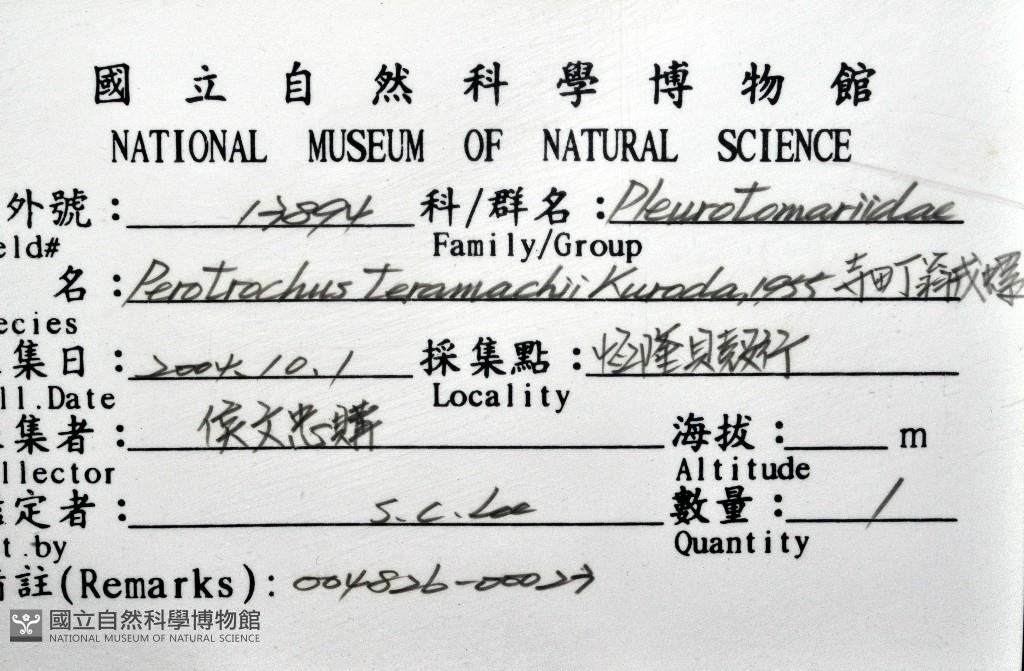 國立自然科學博物館
NATIONAL MUSEUM OF NATURAL SCIENCE
外號：17894 科/群名：Pleurotomariidae
eld# Family/Group
名：Perotrochus Teramachii Kuroda, 1955 寺町翁戎螺
ecies
集日：2004.10.1 採集點：恆隆貝類行
ll.Date Locality
集者：侯文忠購 海拔：m
llector Altitude
定者：S.C.Lee 數量：1
t.by Quantity
註(Remarks)：004826-00027
國立自然科學博物館
NATIONAL MUSEUM OF NATURAL SCIENCE